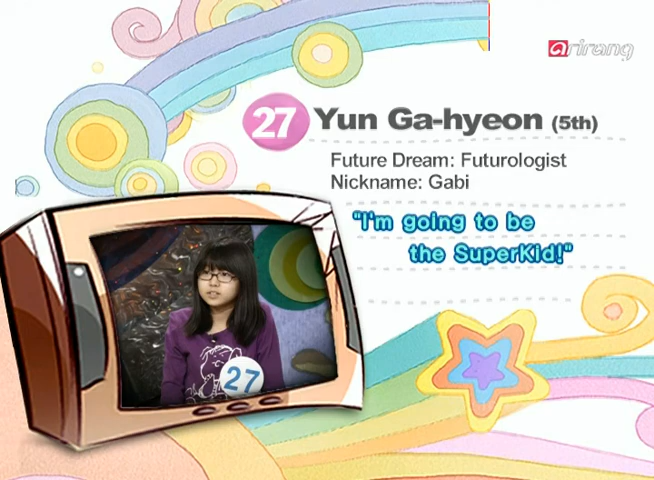 arirang
27 Yun Ga-hyeon (5th)
Future Dream: Futurologist
Nickname: Gabi
"I'm going to be
the SuperKid!"
27